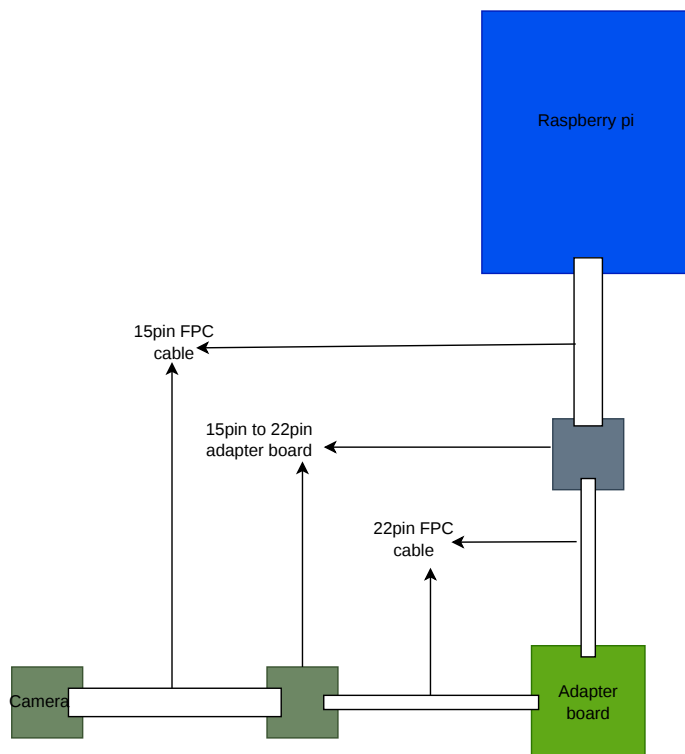 Raspberry pi
15pin FPC
cable
15pin to 22pin
adapter board
22pin FPC
cable
Camera
Adapter
board